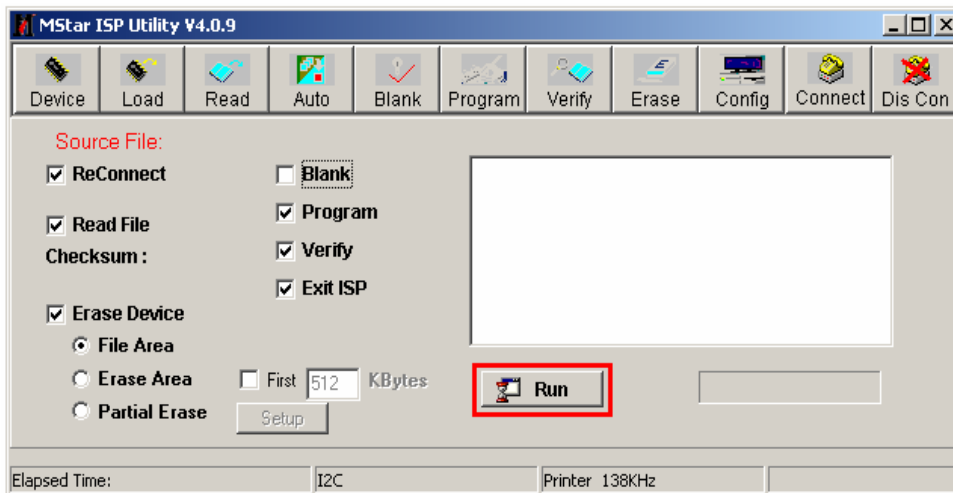 MStar ISP Utility V4.0.9
Device Load Read Auto Blank Program Verify Erase Config Connect Dis Con
Source File:
ReConnect
Blank
Program
Read File
Verify
Checksum :
Exit ISP
Erase Device
File Area
Erase Area
First 512 KBytes
Run
Partial Erase
Setup
Elapsed Time: I2C Printer 138KHz